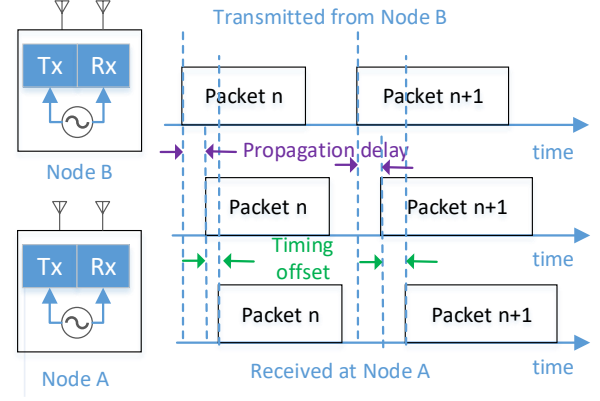 Transmitted from Node B
Tx Rx
Packet n
Packet n+1
time
Node B
Propagation delay
Packet n
Packet n+1
time
Tx Rx
Timing
offset
Packet n
Packet n+1
time
Node A
Received at Node A